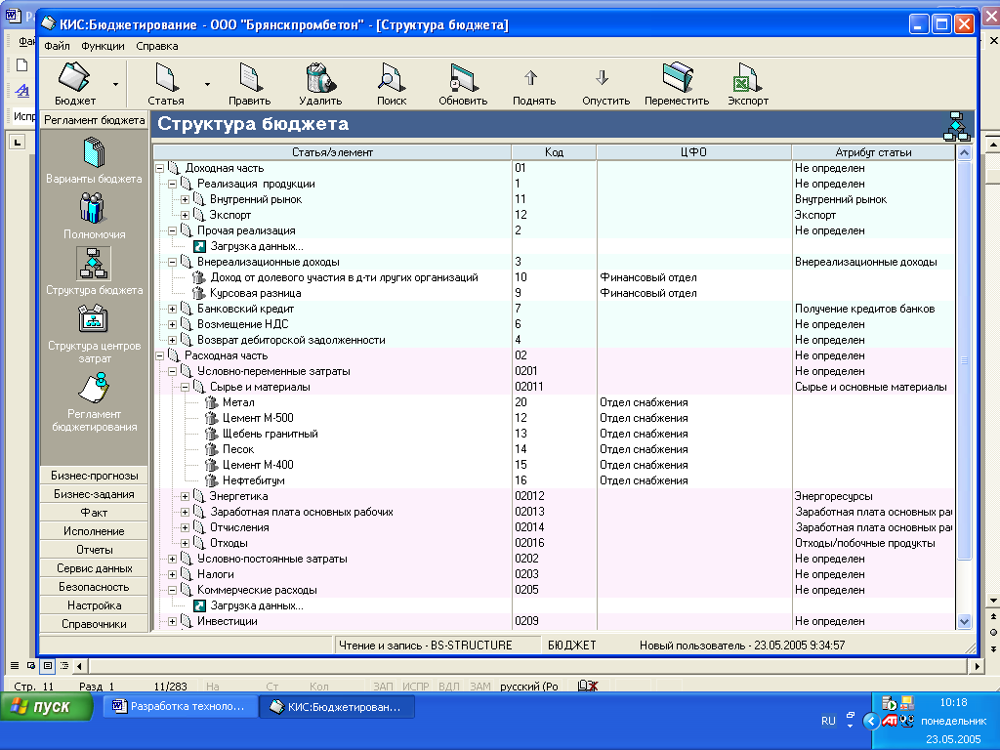 КИС:Бюджетирование - ООО "Брянскпромбетон" - [Структура бюджета]
Файл Функции Справка
Бюджет Статья Править Удалить Поиск Обновить Поднять Опустить Переместить Экспорт
Регламент бюджета
Варианты бюджета
Полномочия
Структура бюджета
Структура центров
затрат
Регламент
бюджетирования
Бизнес-прогнозы
Бизнес-задания
Факт
Исполнение
Отчеты
Сервис данных
Безопасность
Настройка
Справочники
Структура бюджета
Статья/элемент Код ЦФО Атрибут статьи
Доходная часть 01 Не определен
Реализация продукции 1 Не определен
Внутренний рынок 11 Внутренний рынок
Экспорт 12 Экспорт
Прочая реализация 2 Не определен
Загрузка данных...
Внереализационные доходы 3 Внереализационные доходы
Доход от долевого участия в д-ти лругих организаций 10 Финансовый отдел
Курсовая разница 9 Финансовый отдел
Банковский кредит 7 Получение кредитов банков
Возмещение НДС 6 Не определен
Возврат дебиторской задолженности 4 Не определен
Расходная часть 02 Не определен
Условно-переменные затраты 0201 Не определен
Сырье и материалы 02011 Сырье и основные материалы
Метал 20 Отдел снабжения
Цемент М-500 12 Отдел снабжения
Щебень гранитный 13 Отдел снабжения
Песок 14 Отдел снабжения
Цемент М-400 15 Отдел снабжения
Нефтебитум 16 Отдел снабжения
Энергетика 02012 Энергоресурсы
Заработная плата основных рабочих 02013 Заработная плата основных ра
Отчисления 02014 Заработная плата основных ра
Отходы 02016 Отходы/побочные продукты
Условно-постоянные затраты 0202 Не определен
Налоги 0203 Не определен
Коммерческие расходы 0205 Не определен
Загрузка данных...
Инвестиции 0209 Не определен
Чтение и запись - BS-STRUCTURE БЮДЖЕТ Новый пользователь - 23.05.2005 9:34:57
Стр. 11 Разд 1 11/283 На Ст Кол ЗАП ИСПР ВДЛ ЗАМ русский (Ро
пуск Разработка техноло... КИС:Бюджетирован... RU 10:18
понедельник
23.05.2005